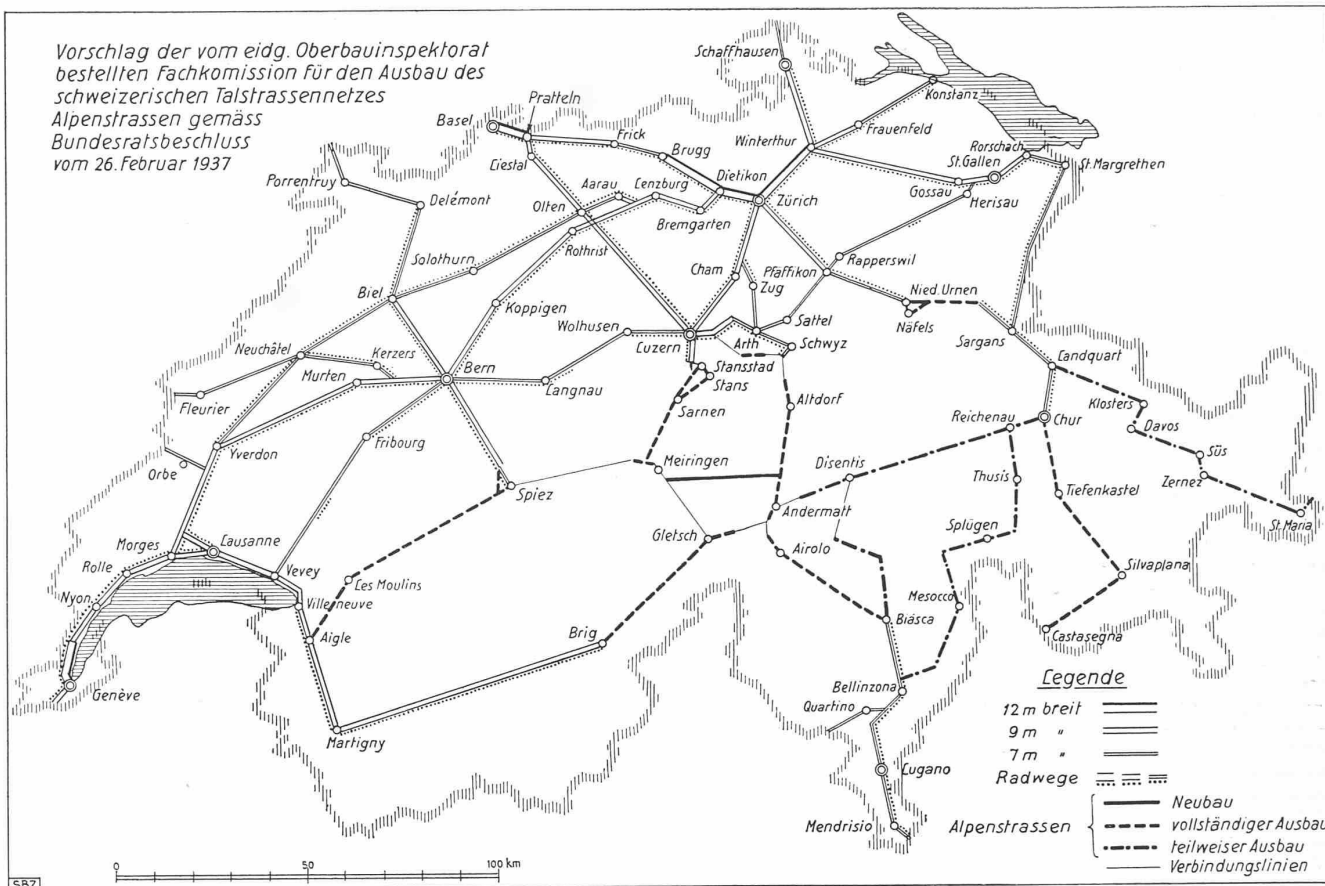 Vorschlag der vom eidg. Oberbauinspektorat
bestellten Fachkomission für den Ausbau des
schweizerischen Talstrassennetzes
Alpenstrassen gemäss
Bundesratsbeschluss
vom 26. Februar 1937
Schaffhausen
Konstanz
Pratteln
Basel
Frick
Frauenfeld
Brugg
Winterthur
Rorschach
Liestal
St. Gallen
St. Margrethen
Porrentruy
Dietikon
Aarau
Lenzburg
Gossau
Delémont
Olten
Zürich
Herisau
Bremgarten
Rothrist
Solothurn
Rapperswil
Cham
Pfäffikon
Zug
Biel
Nied. Urnen
Koppigen
Näfels
Sattel
Wolhusen
Luzern
Arth
Schwyz
Sargans
Neuchâtel
Kerzers
Landquart
Murten
Bern
Stansstad
Langnau
Stans
Fleurier
Sarnen
Altdorf
Klosters
Reichenau
Chur
Davos
Yverdon
Fribourg
Süs
Orbe
Meiringen
Disentis
Thusis
Zernez
Spiez
Tiefenkastel
Andermatt
St. Maria
Gletsch
Splügen
Morges
Lausanne
Airolo
Rolle
Vevey
Les Moulins
Silvaplana
Nyon
Villeneuve
Mesocco
Biasca
Aigle
Brig
Castasegna
Genève
Bellinzona
Quartino
Martigny
Lugano
Mendrisio
Legende
12 m breit
9 m "
7 m "
Radwege
Alpenstrassen
Neubau
vollständiger Ausbau
teilweiser Ausbau
Verbindungslinien
0 50 100 km
SBZ